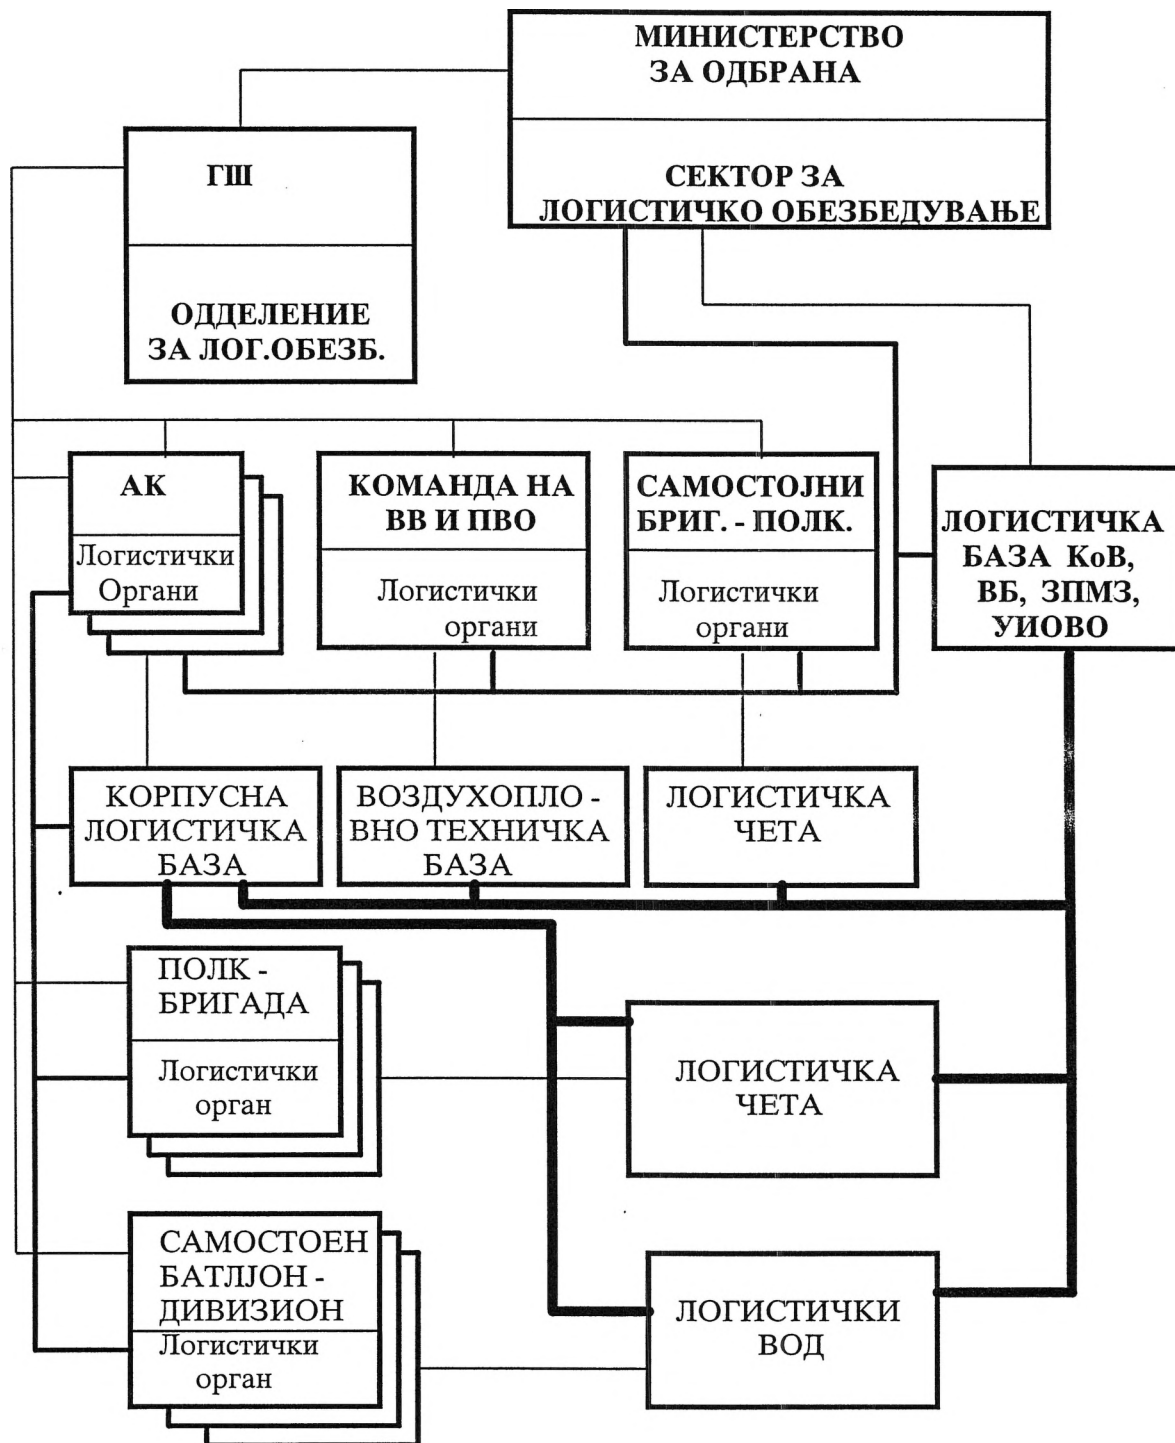 МИНИСТЕРСТВО
ЗА ОДБРАНА
СЕКТОР ЗА
ЛОГИСТИЧКО ОБЕЗБЕДУВАЊЕ
ГШ
ОДДЕЛЕНИЕ
ЗА ЛОГ.ОБЕЗБ.
АК
Логистички
Органи
КОМАНДА НА
ВВ И ПВО
Логистички
органи
САМОСТОЈНИ
БРИГ. - ПОЛК.
Логистички
органи
ЛОГИСТИЧКА
БАЗА КоВ,
ВБ, ЗПМЗ,
УИОВО
КОРПУСНА
ЛОГИСТИЧКА
БАЗА
ВОЗДУХОПЛО -
ВНО ТЕХНИЧКА
БАЗА
ЛОГИСТИЧКА
ЧЕТА
ПОЛК -
БРИГАДА
Логистички
орган
ЛОГИСТИЧКА
ЧЕТА
САМОСТОЕН
БАТЛЈОН -
ДИВИЗИОН
Логистички
орган
ЛОГИСТИЧКИ
ВОД